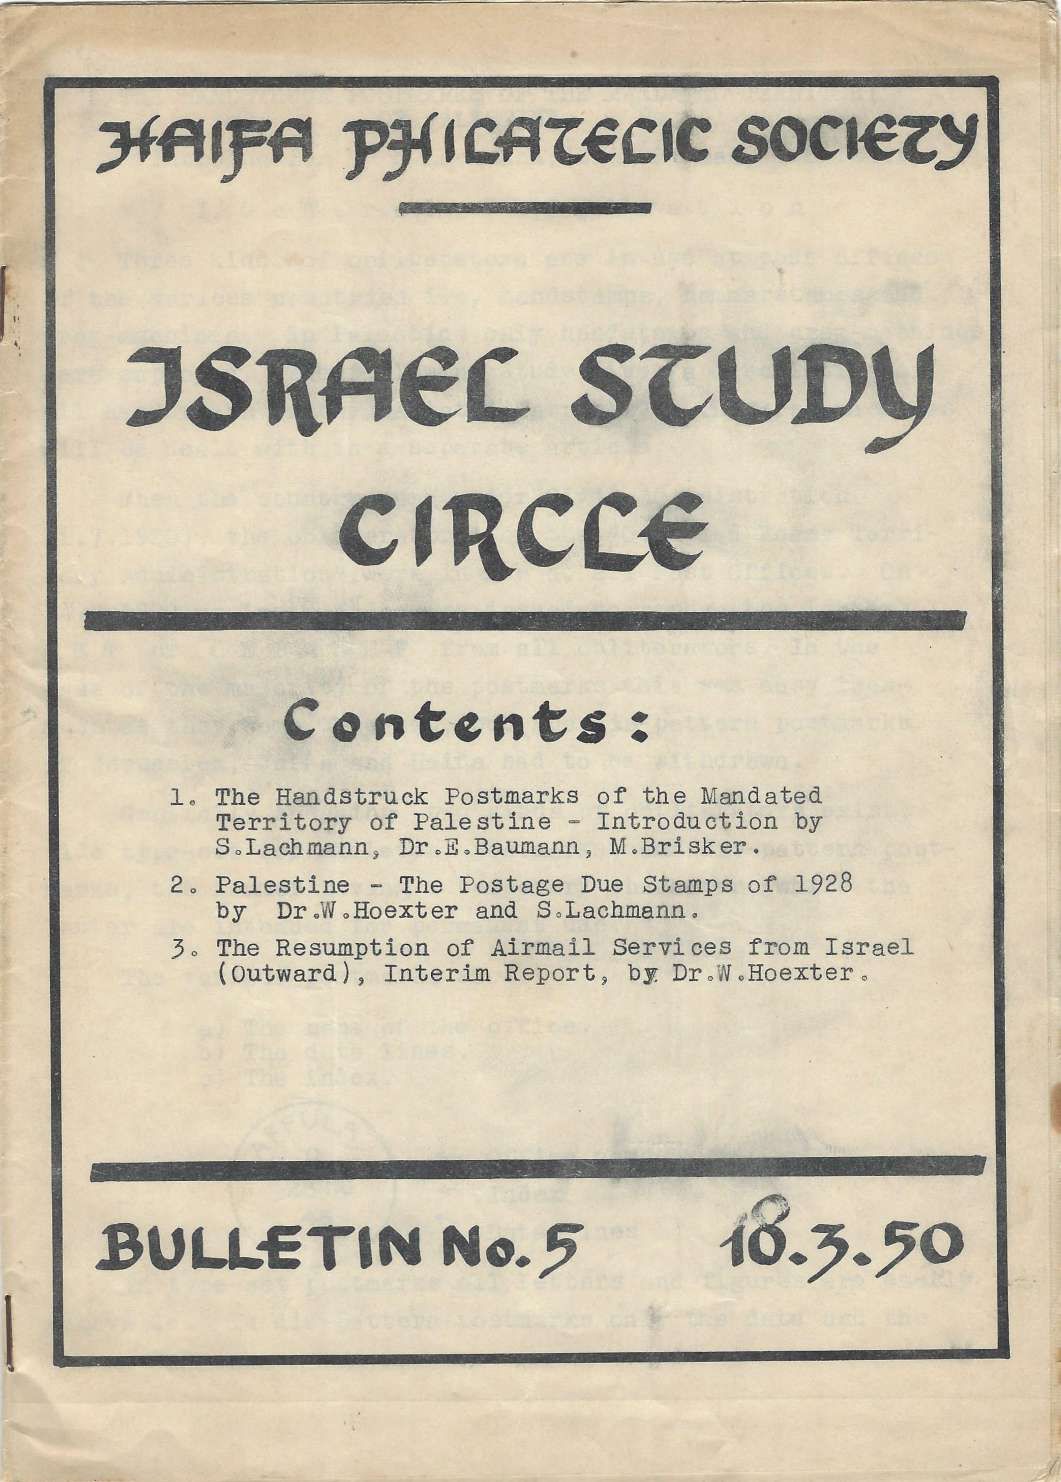 HAIFA PHILATELIC SOCIETY
ISRAEL STUDY
CIRCLE
Contents:
1. The Handstruck Postmarks of the Mandated
Territory of Palestine - Introduction by
S.Lachmann, Dr.E.Baumann, M.Brisker.
2. Palestine - The Postage Due Stamps of 1928
by Dr.W.Hoexter and S.Lachmann.
3. The Resumption of Airmail Services from Israel
(Outward), Interim Report, by Dr.W.Hoexter.
BULLETIN No. 5 18.3.50